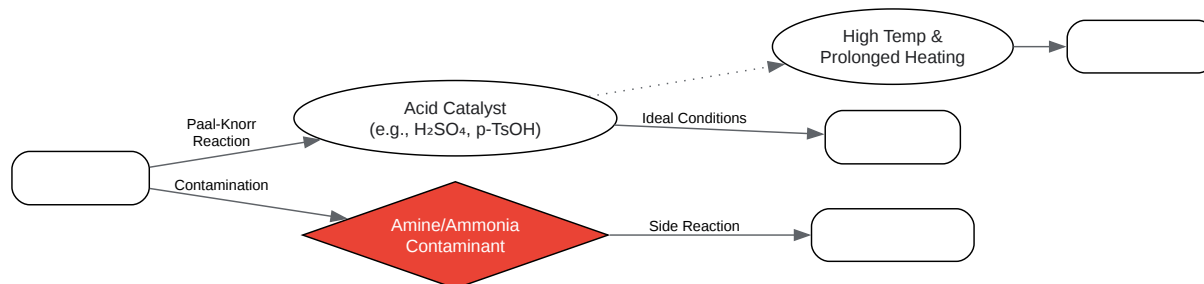 High Temp &
Prolonged Heating
Acid Catalyst
(e.g., H₂SO₄, p-TsOH)
Ideal Conditions
Paal-Knorr
Reaction
Contamination
Amine/Ammonia
Contaminant
Side Reaction